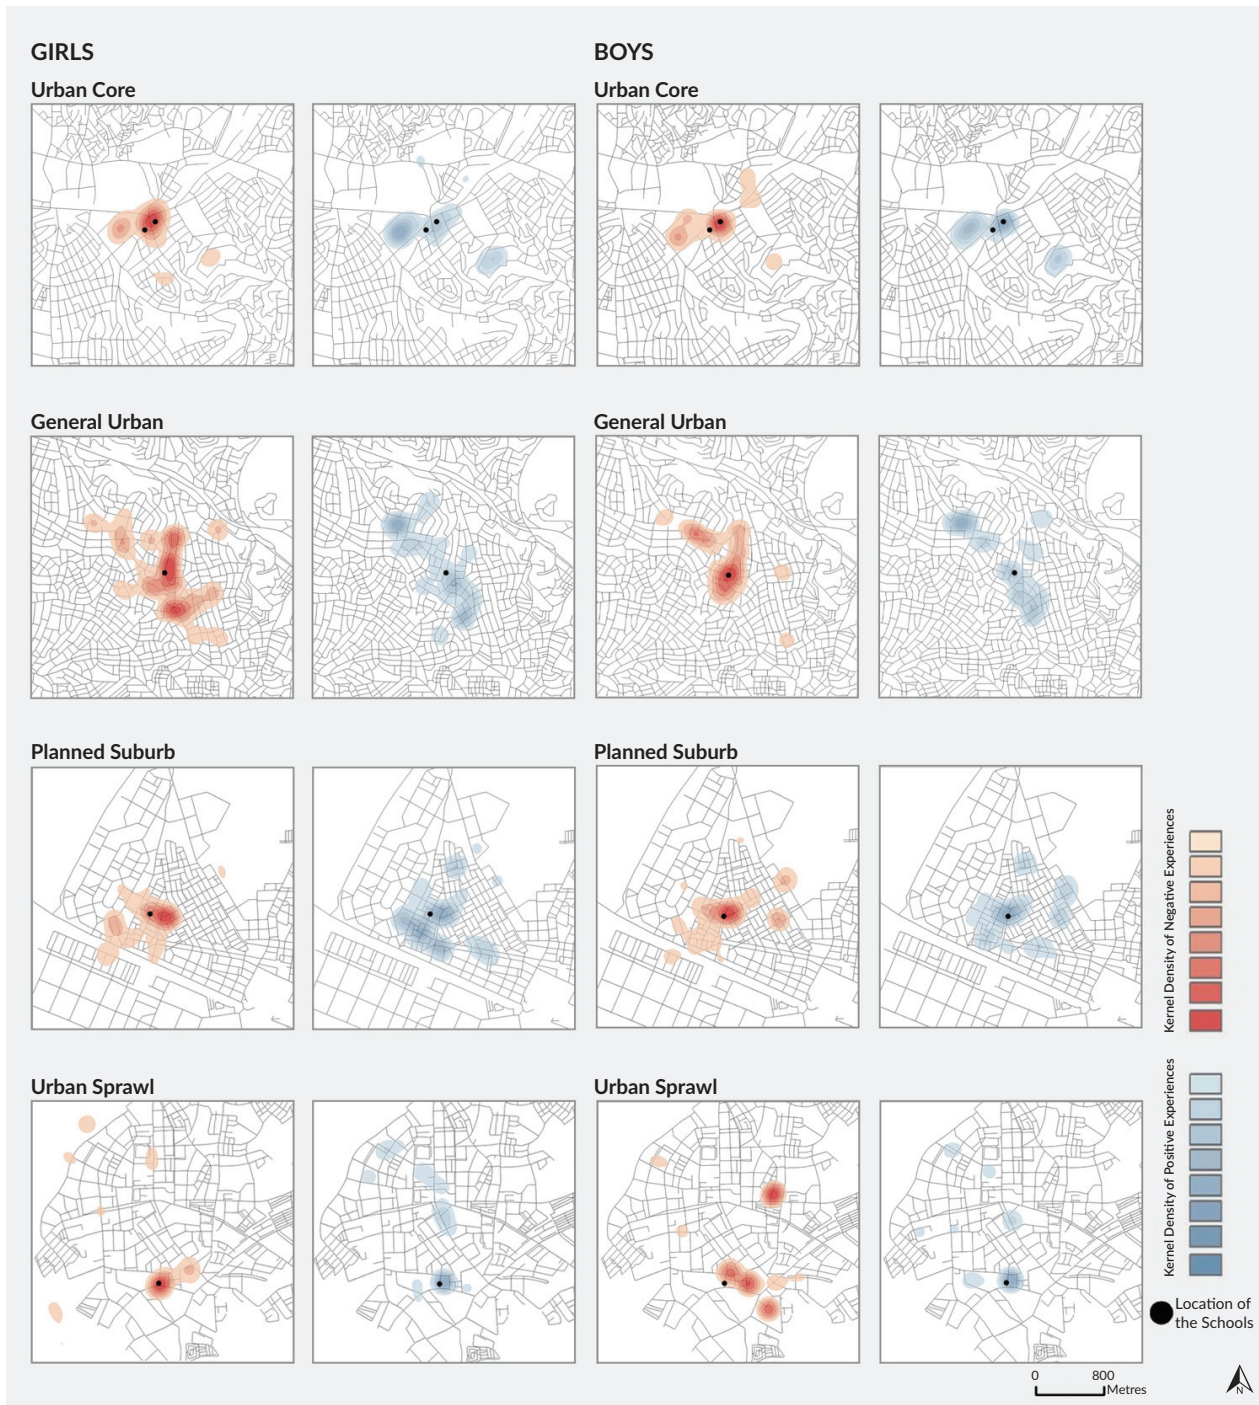 GIRLS
BOYS
Urban Core
Urban Core
General Urban
General Urban
Planned Suburb
Planned Suburb
Kernel Density of Negative Experiences
Urban Sprawl
Urban Sprawl
Kernel Density of Positive Experiences
Location of
the Schools
0 800
Metres
N